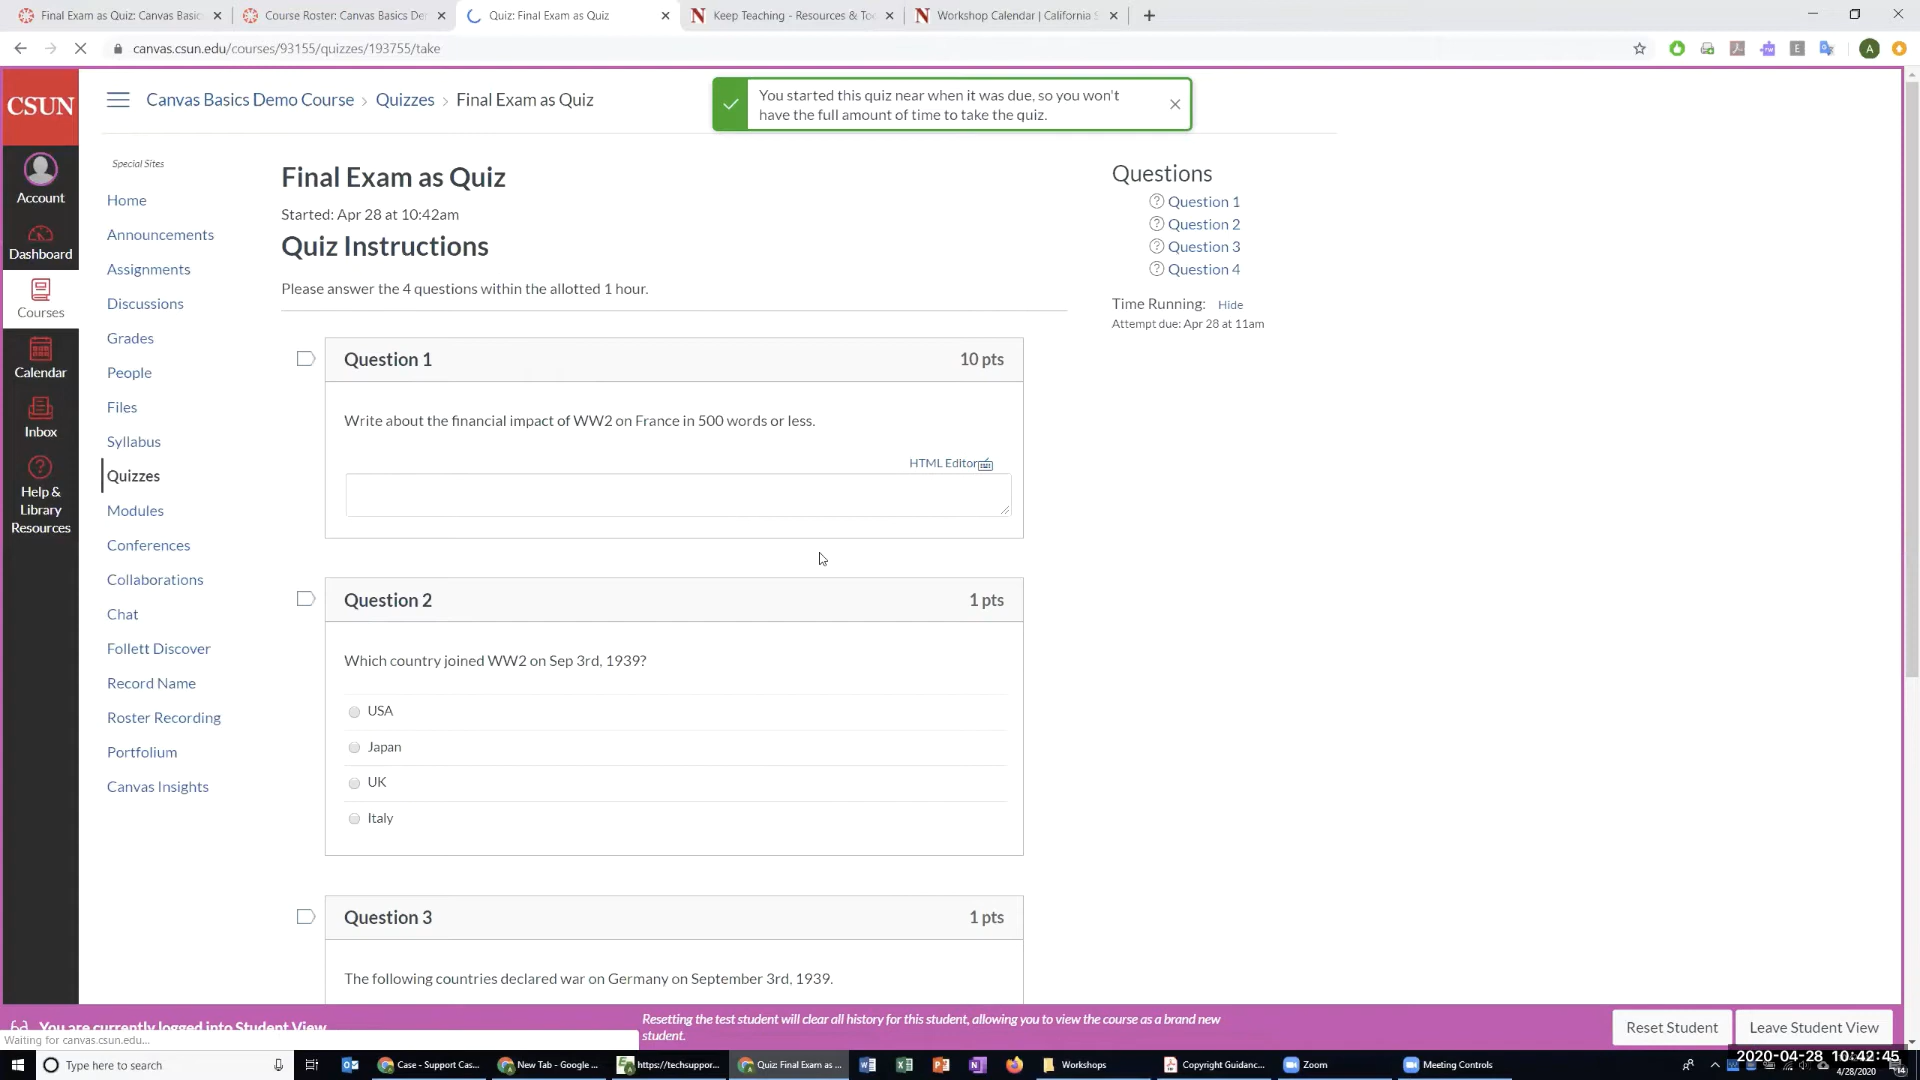 Final Exam as Quiz: Canvas Basic
Course Roster: Canvas Basics De
Quiz: Final Exam as Quiz
Keep Teaching - Resources & Too
Workshop Calendar | California S
canvas.csun.edu/courses/93155/quizzes/193755/take
E
A
CSUN
Account
Dashboard
Courses
Calendar
Inbox
Help &
Library
Resources
Canvas Basics Demo Course
Quizzes
Final Exam as Quiz
You started this quiz near when it was due, so you won't
have the full amount of time to take the quiz.
Special Sites
Home
Announcements
Assignments
Discussions
Grades
People
Files
Syllabus
Quizzes
Modules
Conferences
Collaborations
Chat
Follett Discover
Record Name
Roster Recording
Portfolium
Canvas Insights
Final Exam as Quiz
Started: Apr 28 at 10:42am
Quiz Instructions
Please answer the 4 questions within the allotted 1 hour.
Question 1
10 pts
Write about the financial impact of WW2 on France in 500 words or less.
HTML Editor
Question 2
1 pts
Which country joined WW2 on Sep 3rd, 1939?
USA
Japan
UK
Italy
Question 3
1 pts
The following countries declared war on Germany on September 3rd, 1939.
Questions
Question 1
Question 2
Question 3
Question 4
Time Running: Hide
Attempt due: Apr 28 at 11am
You are currently logged into Student View
Resetting the test student will clear all history for this student, allowing you to view the course as a brand new
student.
Reset Student
Leave Student View
Waiting for canvas.csun.edu...
Type here to search
Case - Support Cas...
New Tab - Google ...
https://techsuppor...
Quiz: Final Exam as ...
Workshops
Copyright Guidanc...
Zoom
Meeting Controls
2020-04-28 10:42:45
4/28/2020